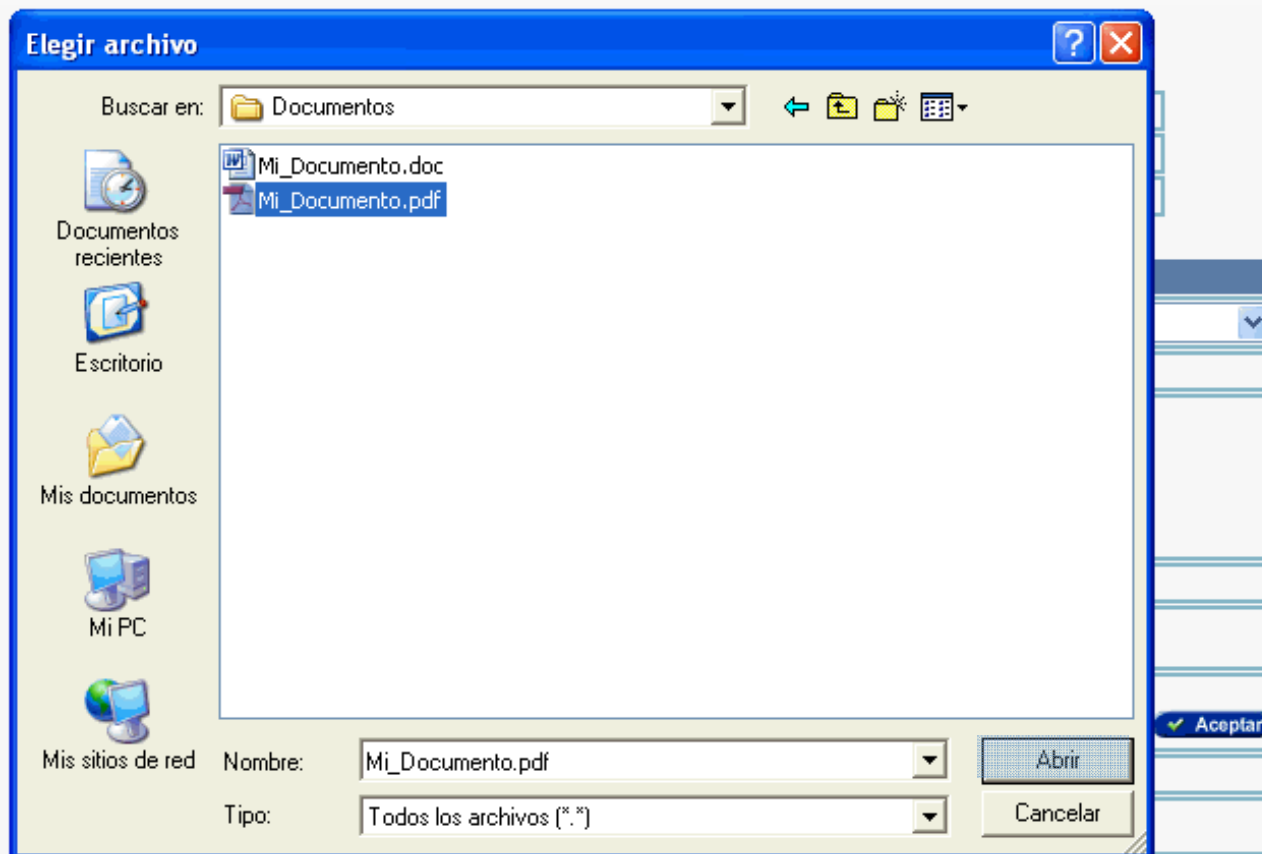 Elegir archivo
Buscar en: Documentos
Mi_Documento.doc
Mi_Documento.pdf
Documentos
recientes
Escritorio
Mis documentos
Mi PC
Mis sitios de red
Nombre: Mi_Documento.pdf Abrir
Tipo: Todos los archivos (*.*) Cancelar
Aceptar